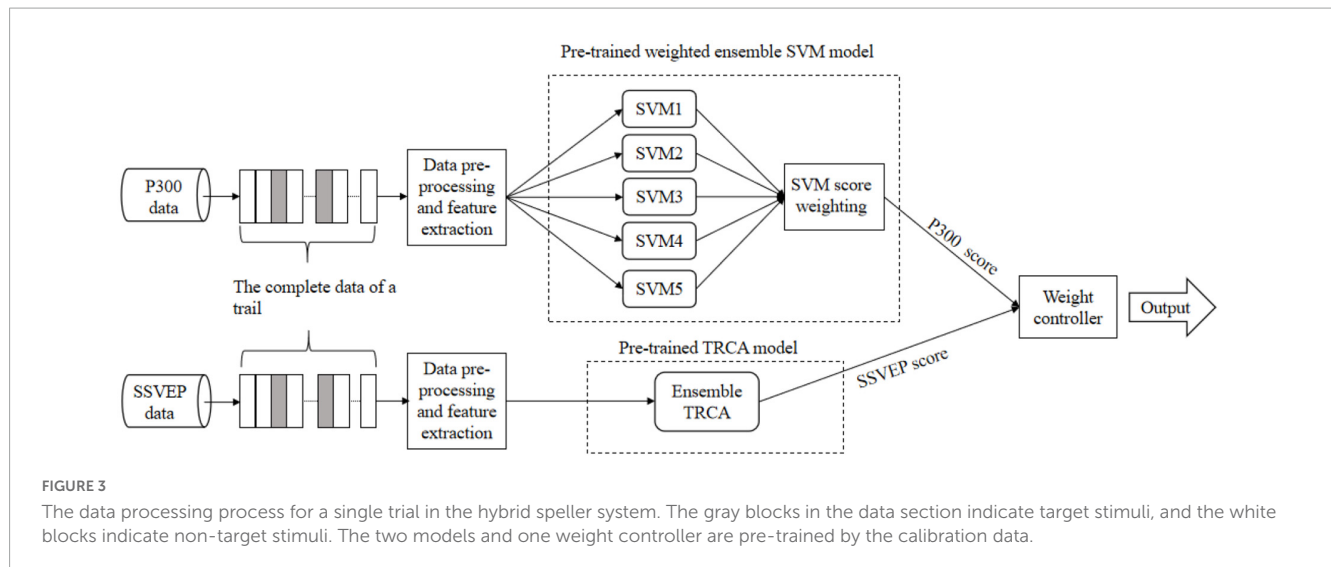 Pre-trained weighted ensemble SVM model
P300
data
Data pre-
processing
and feature
extraction
SVM1
SVM2
SVM3
SVM4
SVM5
SVM score
weighting
P300 score
The complete data of a
trail
Weight
controller
Output
Pre-trained TRCA model
SSVEP score
SSVEP
data
Data pre-
processing
and feature
extraction
Ensemble
TRCA
FIGURE 3
The data processing process for a single trial in the hybrid speller system. The gray blocks in the data section indicate target stimuli, and the white
blocks indicate non-target stimuli. The two models and one weight controller are pre-trained by the calibration data.